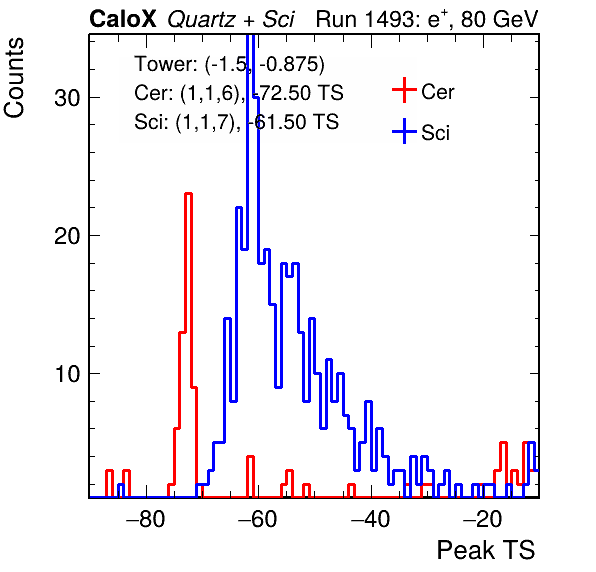 CaloX Quartz + Sci Run 1493: e+, 80 GeV
Counts
Tower: (-1.5, -0.875)
Cer: (1,1,6), -72.50 TS
Sci: (1,1,7), -61.50 TS
Cer
Sci
30
20
10
−80 −60 −40 −20
Peak TS